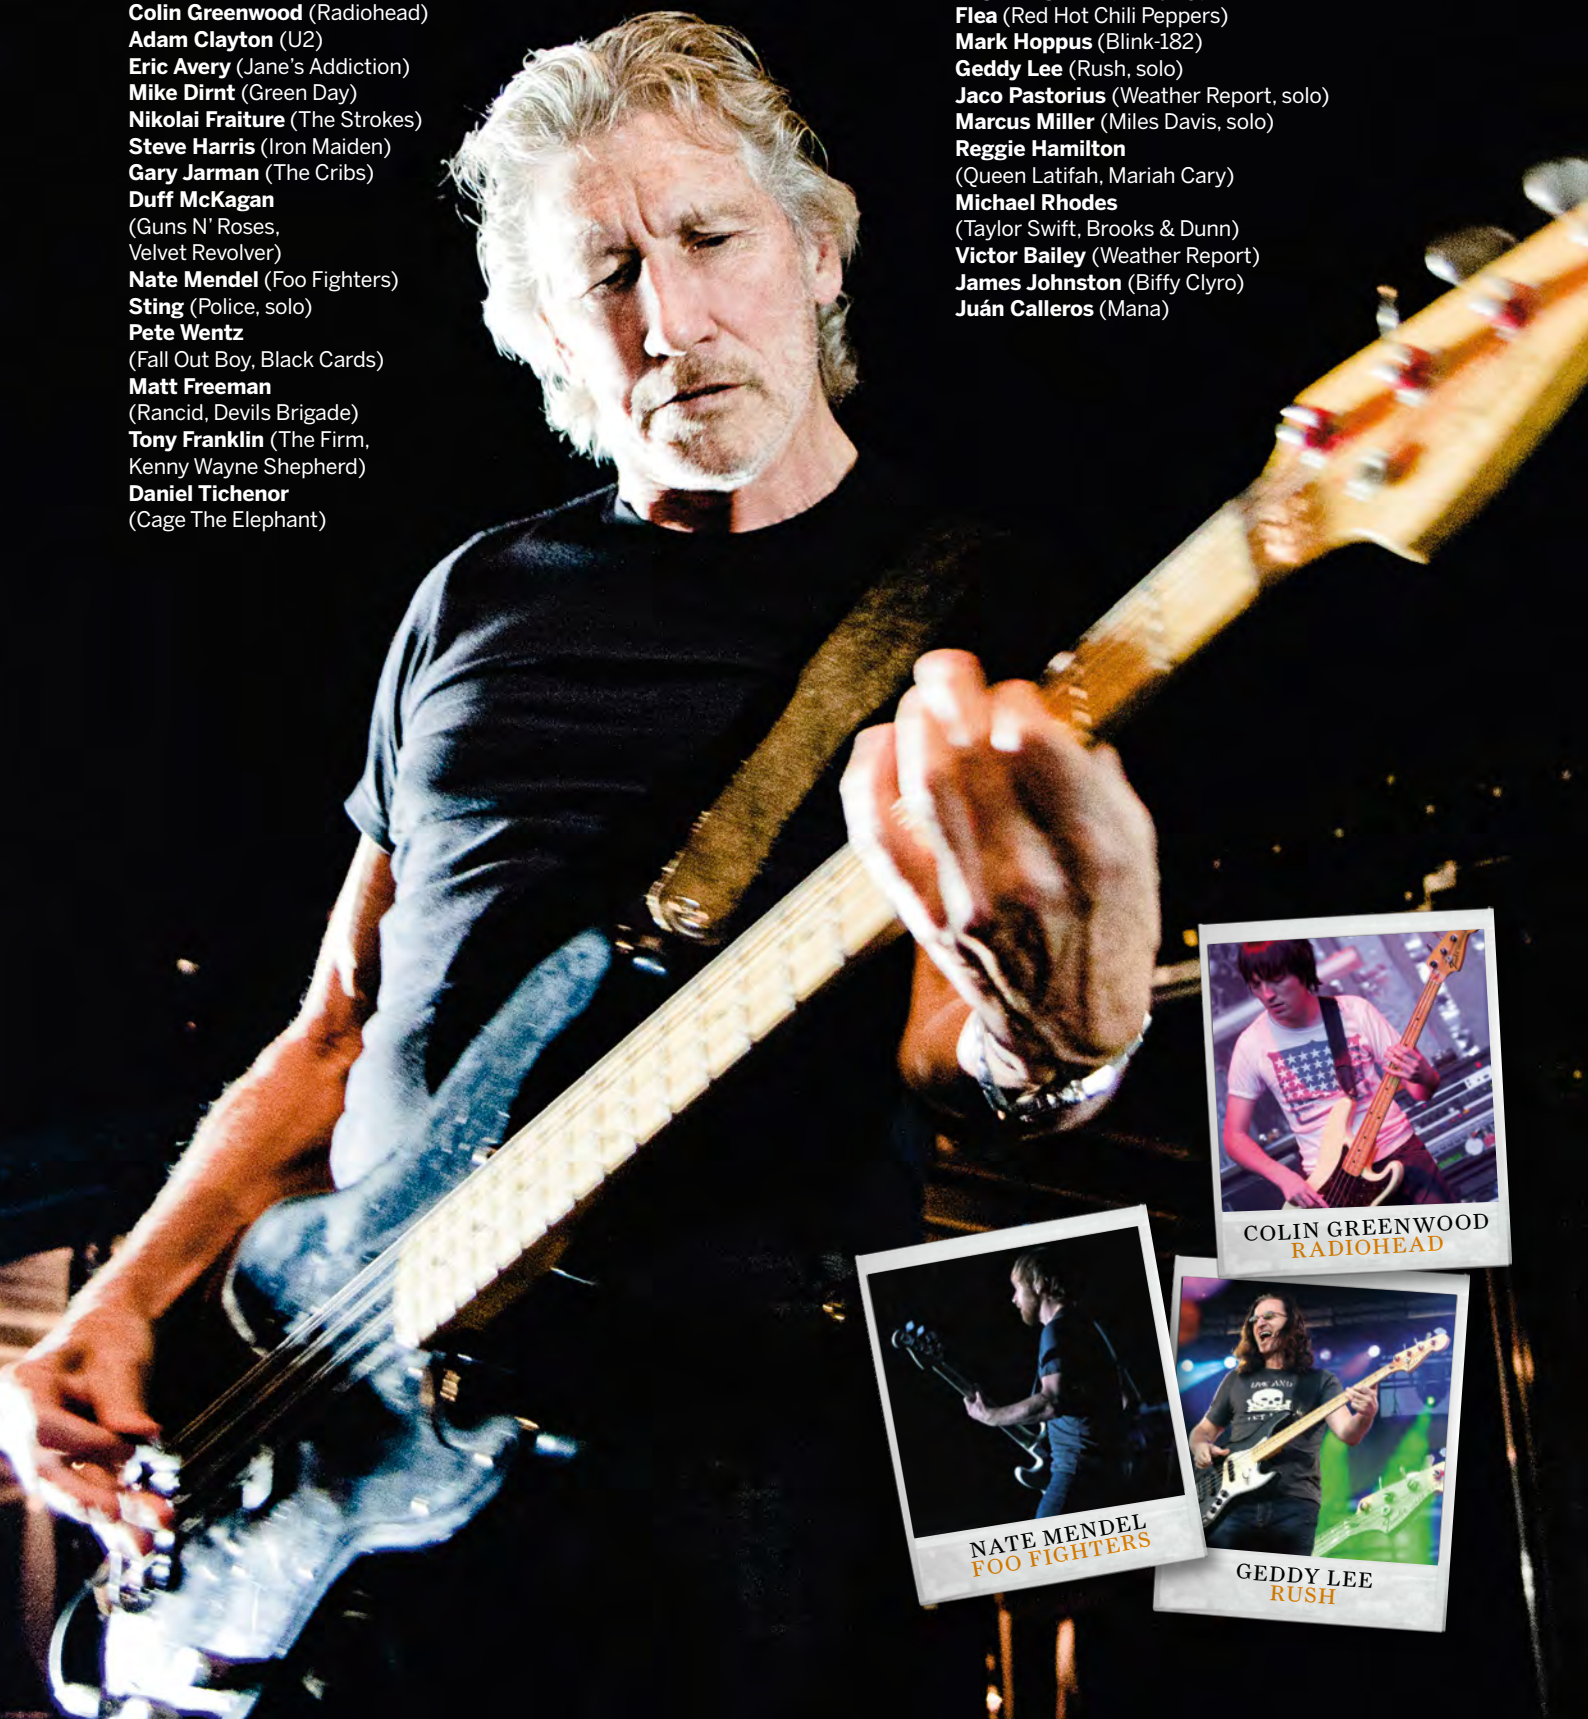 Colin Greenwood (Radiohead)
Adam Clayton (U2)
Eric Avery (Jane's Addiction)
Mike Dirnt (Green Day)
Nikolai Fraiture (The Strokes)
Steve Harris (Iron Maiden)
Gary Jarman (The Cribs)
Duff McKagan
(Guns N' Roses,
Velvet Revolver)
Nate Mendel (Foo Fighters)
Sting (Police, solo)
Pete Wentz
(Fall Out Boy, Black Cards)
Matt Freeman
(Rancid, Devils Brigade)
Tony Franklin (The Firm,
Kenny Wayne Shepherd)
Daniel Tichenor
(Cage The Elephant)
Flea (Red Hot Chili Peppers)
Mark Hoppus (Blink-182)
Geddy Lee (Rush, solo)
Jaco Pastorius (Weather Report, solo)
Marcus Miller (Miles Davis, solo)
Reggie Hamilton
(Queen Latifah, Mariah Cary)
Michael Rhodes
(Taylor Swift, Brooks & Dunn)
Victor Bailey (Weather Report)
James Johnston (Biffy Clyro)
Juán Calleros (Mana)
COLIN GREENWOOD
RADIOHEAD
NATE MENDEL
FOO FIGHTERS
GEDDY LEE
RUSH